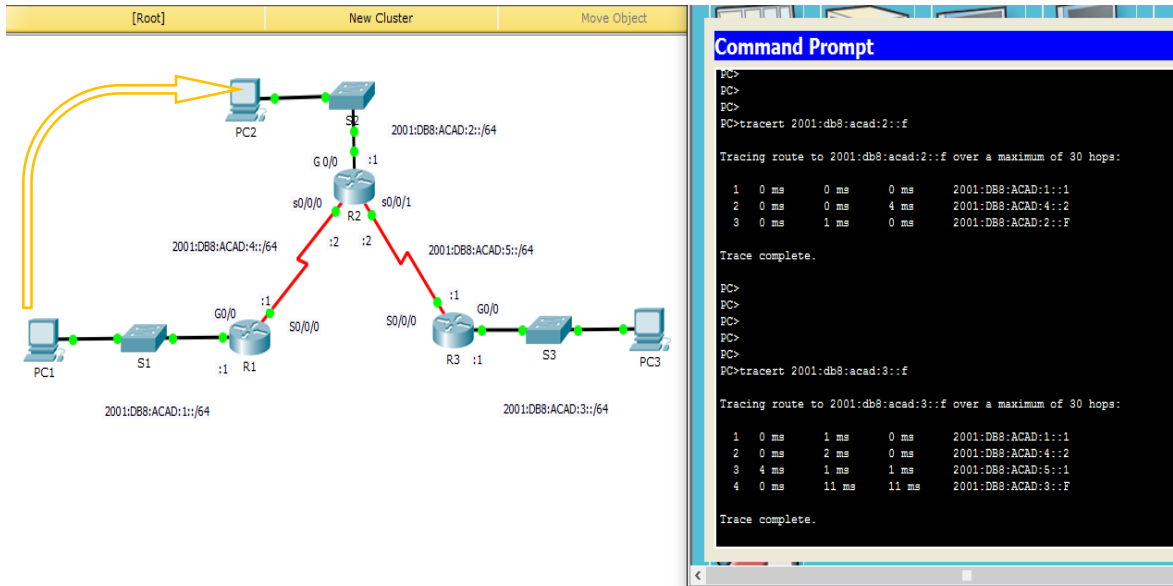 [Root] New Cluster Move Object
PC2
S2
2001:DB8:ACAD:2::/64
G 0/0 :1
s0/0/0 s0/0/1
R2
:2 :2
2001:DB8:ACAD:4::/64
2001:DB8:ACAD:5::/64
:1 :1
G0/0 S0/0/0 S0/0/0 G0/0
PC1 S1 :1 R1 R3 :1 S3 PC3
2001:DB8:ACAD:1::/64
2001:DB8:ACAD:3::/64
Command Prompt
PC>
PC>
PC>
PC>tracert 2001:db8:acad:2::f
Tracing route to 2001:db8:acad:2::f over a maximum of 30 hops:
1 0 ms 0 ms 0 ms 2001:DB8:ACAD:1::1
2 0 ms 0 ms 4 ms 2001:DB8:ACAD:4::2
3 0 ms 1 ms 0 ms 2001:DB8:ACAD:2::F
Trace complete.
PC>
PC>
PC>
PC>
PC>
PC>tracert 2001:db8:acad:3::f
Tracing route to 2001:db8:acad:3::f over a maximum of 30 hops:
1 0 ms 1 ms 0 ms 2001:DB8:ACAD:1::1
2 0 ms 2 ms 0 ms 2001:DB8:ACAD:4::2
3 4 ms 1 ms 1 ms 2001:DB8:ACAD:5::1
4 0 ms 11 ms 11 ms 2001:DB8:ACAD:3::F
Trace complete.